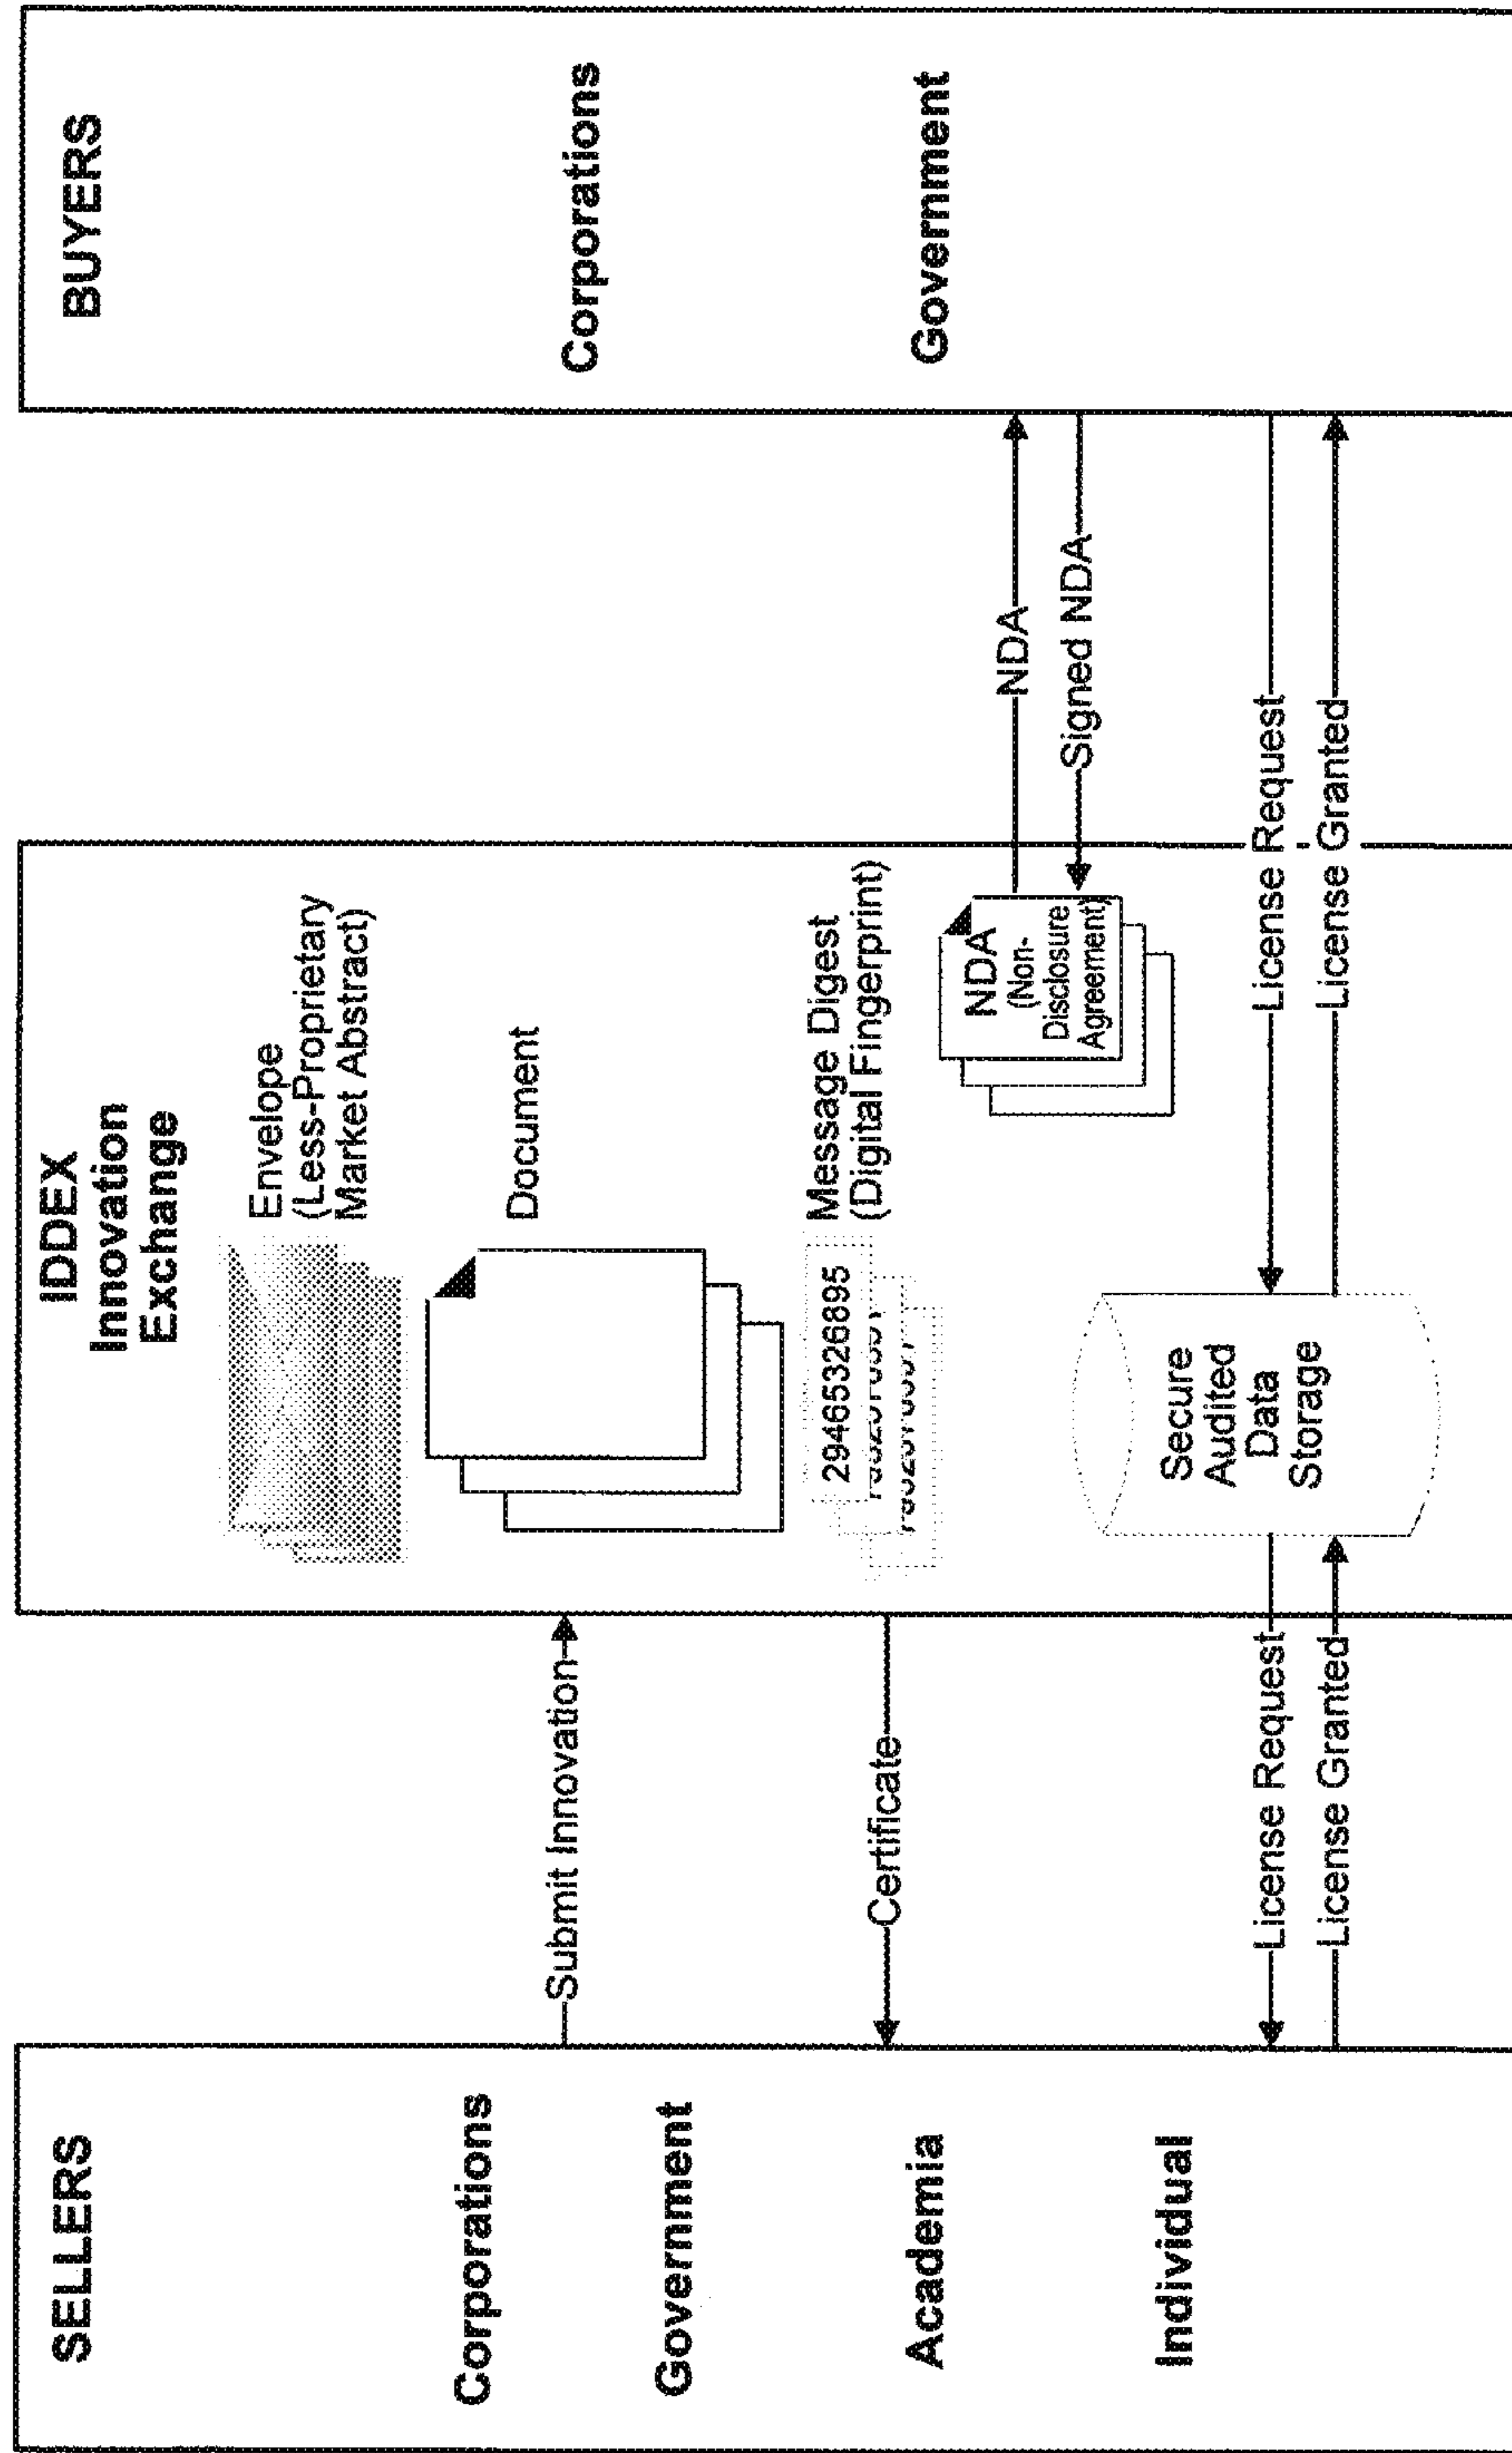 SELLERS
Corporations
Government
Academia
Individual
Submit Innovation
Certificate
License Request
License Granted
IDDEX
Innovation
Exchange
Envelope
(Less-Proprietary
Market Abstract)
Document
29465326895
Message Digest
(Digital Fingerprint)
NDA
(Non-
Disclosure
Agreement)
Secure
Audited
Data
Storage
NDA
Signed NDA
License Request
License Granted
BUYERS
Corporations
Government